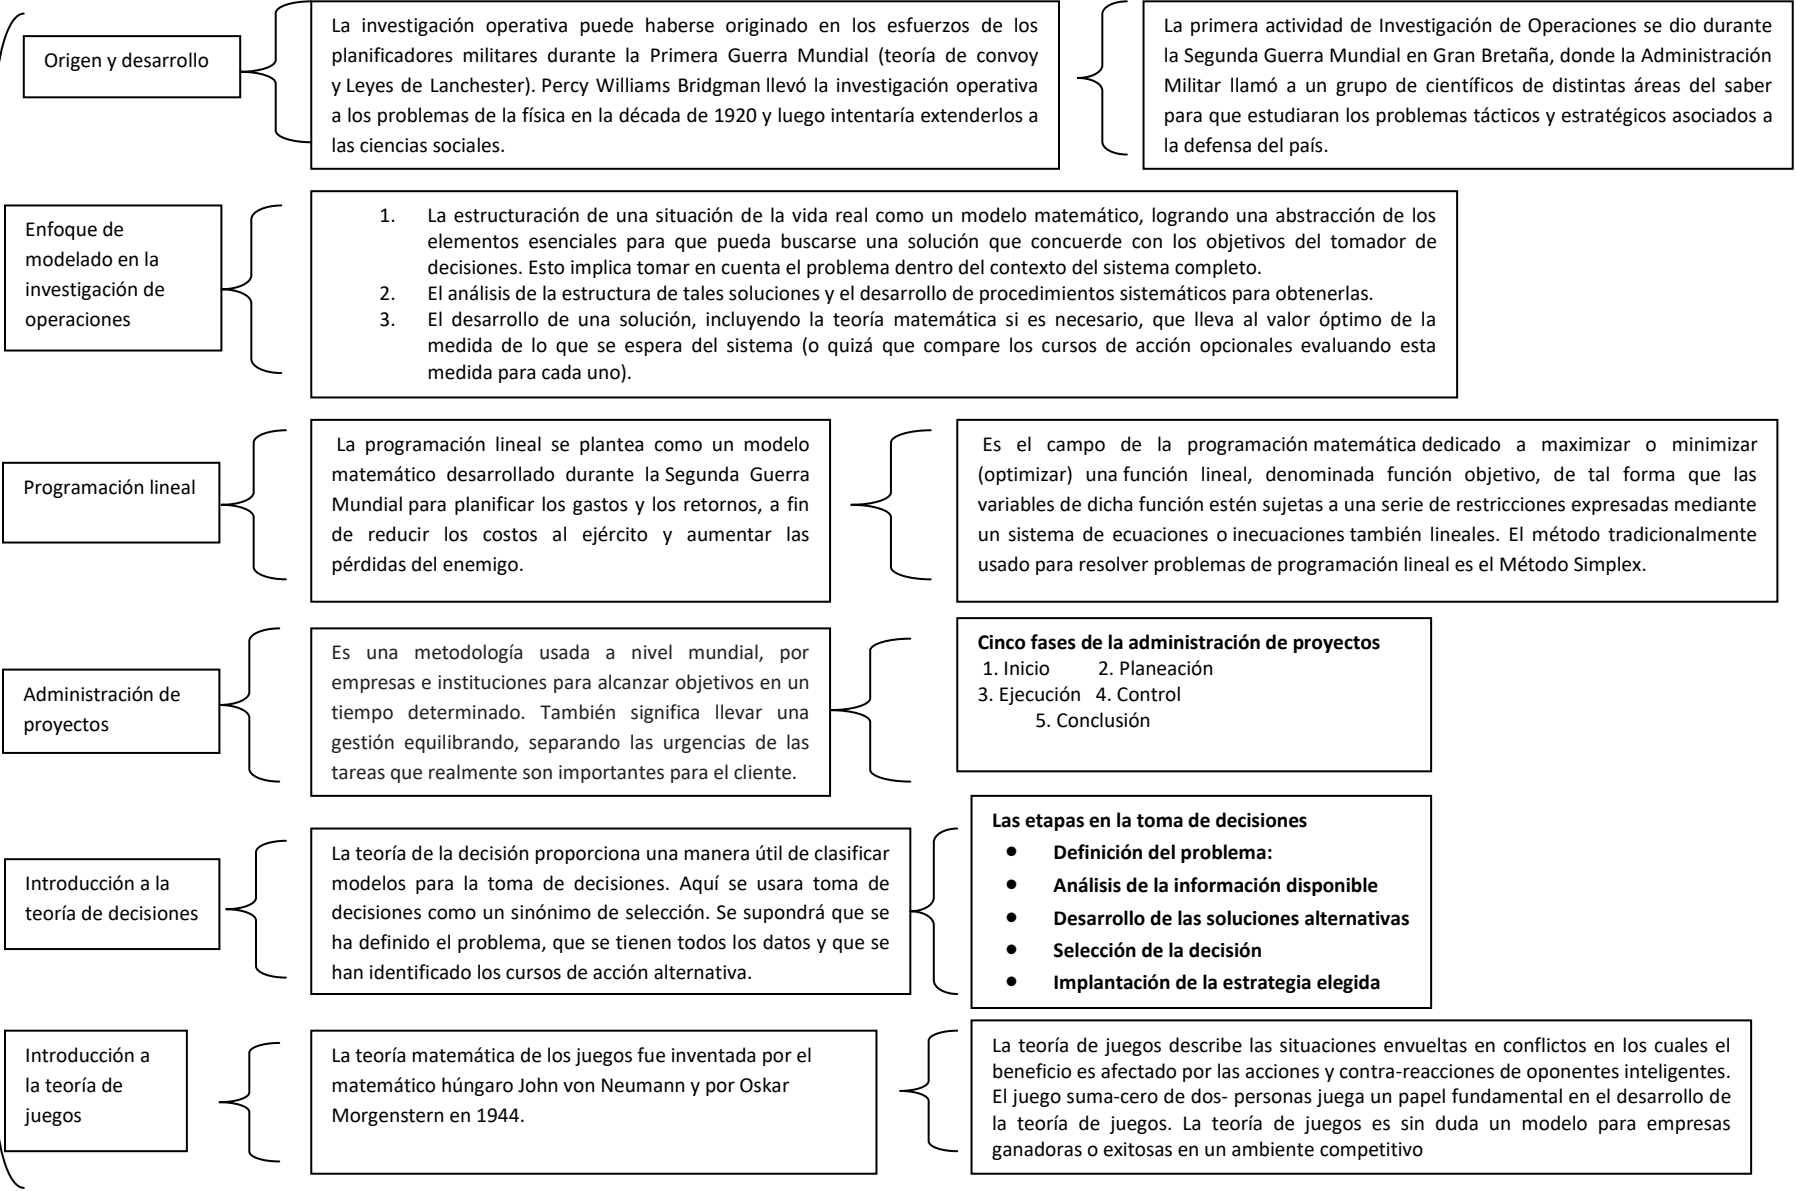 Origen y desarrollo
La investigación operativa puede haberse originado en los esfuerzos de los
planificadores militares durante la Primera Guerra Mundial (teoría de convoy
y Leyes de Lanchester). Percy Williams Bridgman llevó la investigación operativa
a los problemas de la física en la década de 1920 y luego intentaría extenderlos a
las ciencias sociales.
La primera actividad de Investigación de Operaciones se dio durante
la Segunda Guerra Mundial en Gran Bretaña, donde la Administración
Militar llamó a un grupo de científicos de distintas áreas del saber
para que estudiaran los problemas tácticos y estratégicos asociados a
la defensa del país.
Enfoque de
modelado en la
investigación de
operaciones
1. La estructuración de una situación de la vida real como un modelo matemático, logrando una abstracción de los
elementos esenciales para que pueda buscarse una solución que concuerde con los objetivos del tomador de
decisiones. Esto implica tomar en cuenta el problema dentro del contexto del sistema completo.
2. El análisis de la estructura de tales soluciones y el desarrollo de procedimientos sistemáticos para obtenerlas.
3. El desarrollo de una solución, incluyendo la teoría matemática si es necesario, que lleva al valor óptimo de la
medida de lo que se espera del sistema (o quizá que compare los cursos de acción opcionales evaluando esta
medida para cada uno).
Programación lineal
La programación lineal se plantea como un modelo
matemático desarrollado durante la Segunda Guerra
Mundial para planificar los gastos y los retornos, a fin
de reducir los costos al ejército y aumentar las
pérdidas del enemigo.
Es el campo de la programación matemática dedicado a maximizar o minimizar
(optimizar) una función lineal, denominada función objetivo, de tal forma que las
variables de dicha función estén sujetas a una serie de restricciones expresadas mediante
un sistema de ecuaciones o inecuaciones también lineales. El método tradicionalmente
usado para resolver problemas de programación lineal es el Método Simplex.
Administración de
proyectos
Es una metodología usada a nivel mundial, por
empresas e instituciones para alcanzar objetivos en un
tiempo determinado. También significa llevar una
gestión equilibrando, separando las urgencias de las
tareas que realmente son importantes para el cliente.
Cinco fases de la administración de proyectos
1. Inicio 2. Planeación
3. Ejecución 4. Control
5. Conclusión
Introducción a la
teoría de decisiones
La teoría de la decisión proporciona una manera útil de clasificar
modelos para la toma de decisiones. Aquí se usara toma de
decisiones como un sinónimo de selección. Se supondrá que se
ha definido el problema, que se tienen todos los datos y que se
han identificado los cursos de acción alternativa.
Las etapas en la toma de decisiones
• Definición del problema:
• Análisis de la información disponible
• Desarrollo de las soluciones alternativas
• Selección de la decisión
• Implantación de la estrategia elegida
Introducción a
la teoría de
juegos
La teoría matemática de los juegos fue inventada por el
matemático húngaro John von Neumann y por Oskar
Morgenstern en 1944.
La teoría de juegos describe las situaciones envueltas en conflictos en los cuales el
beneficio es afectado por las acciones y contra-reacciones de oponentes inteligentes.
El juego suma-cero de dos- personas juega un papel fundamental en el desarrollo de
la teoría de juegos. La teoría de juegos es sin duda un modelo para empresas
ganadoras o exitosas en un ambiente competitivo